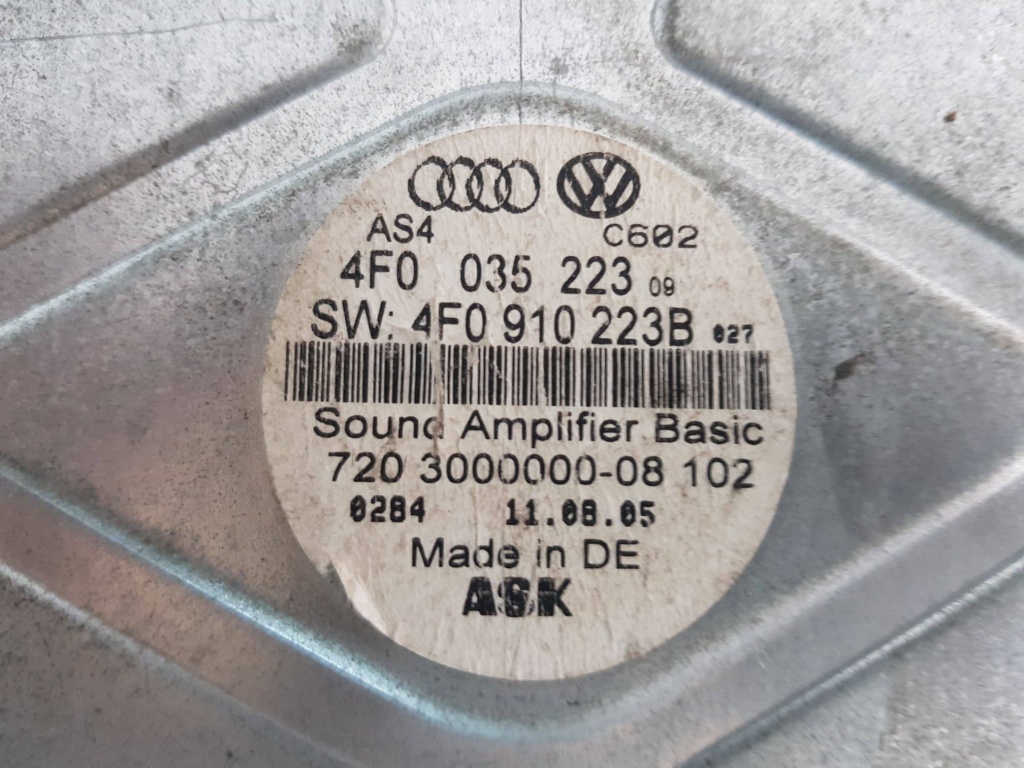 AS4 C602
4F0 035 223 09
SW: 4F0 910 223B 027
Sound Amplifier Basic
720 3000000-08 102
0284 11.08.05
Made in DE
ASK